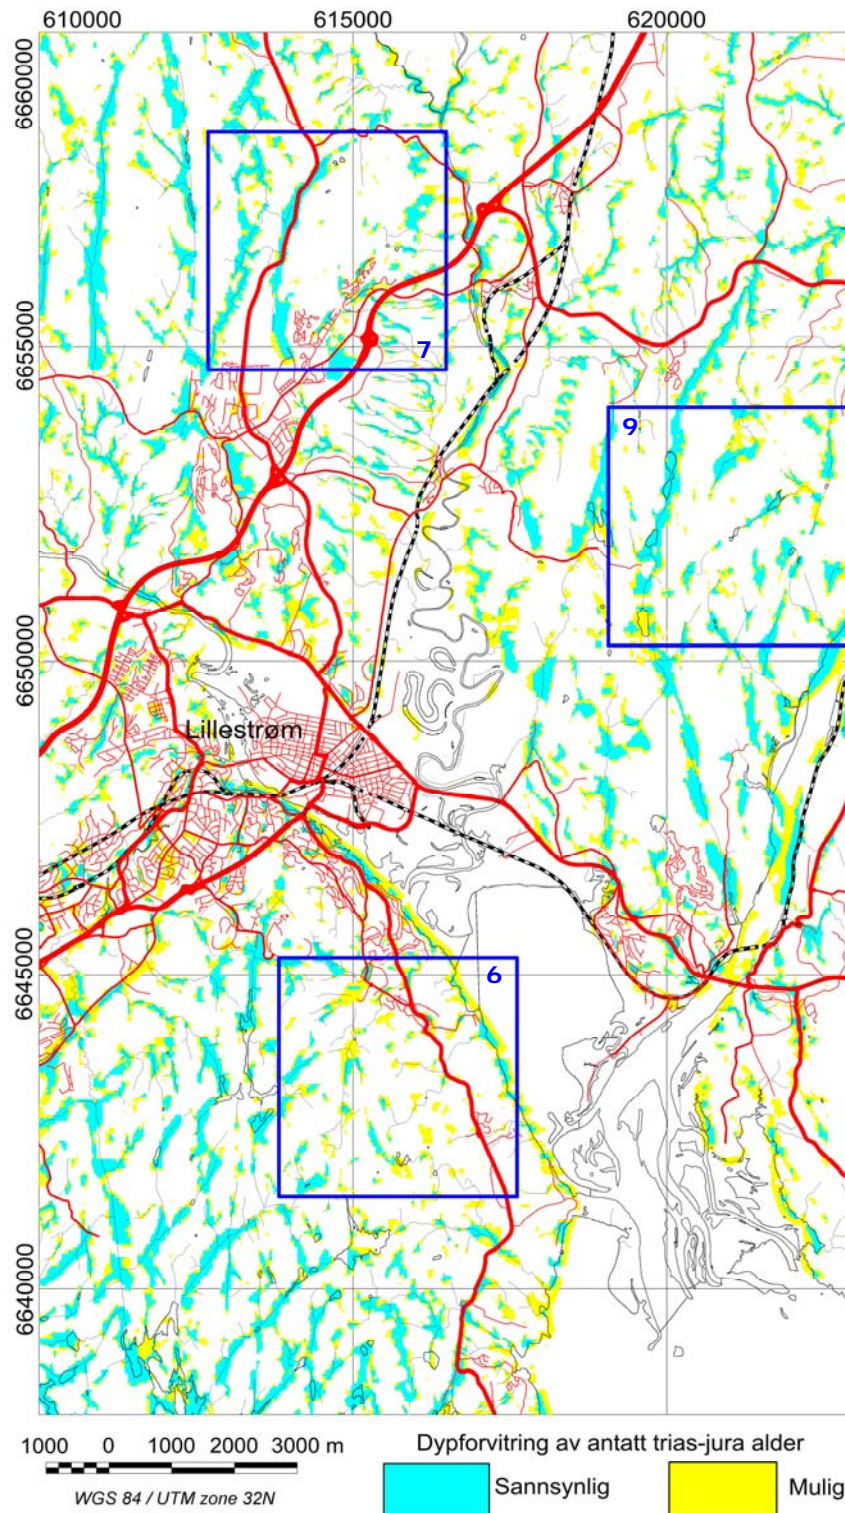 610000 615000 620000
6660000
7
6655000
9
6650000
Lillestrøm
6
6645000
6640000
1000 0 1000 2000 3000 m
WGS 84 / UTM zone 32N
Dypforvitring av antatt trias-jura alder
Sannsynlig
Mulig